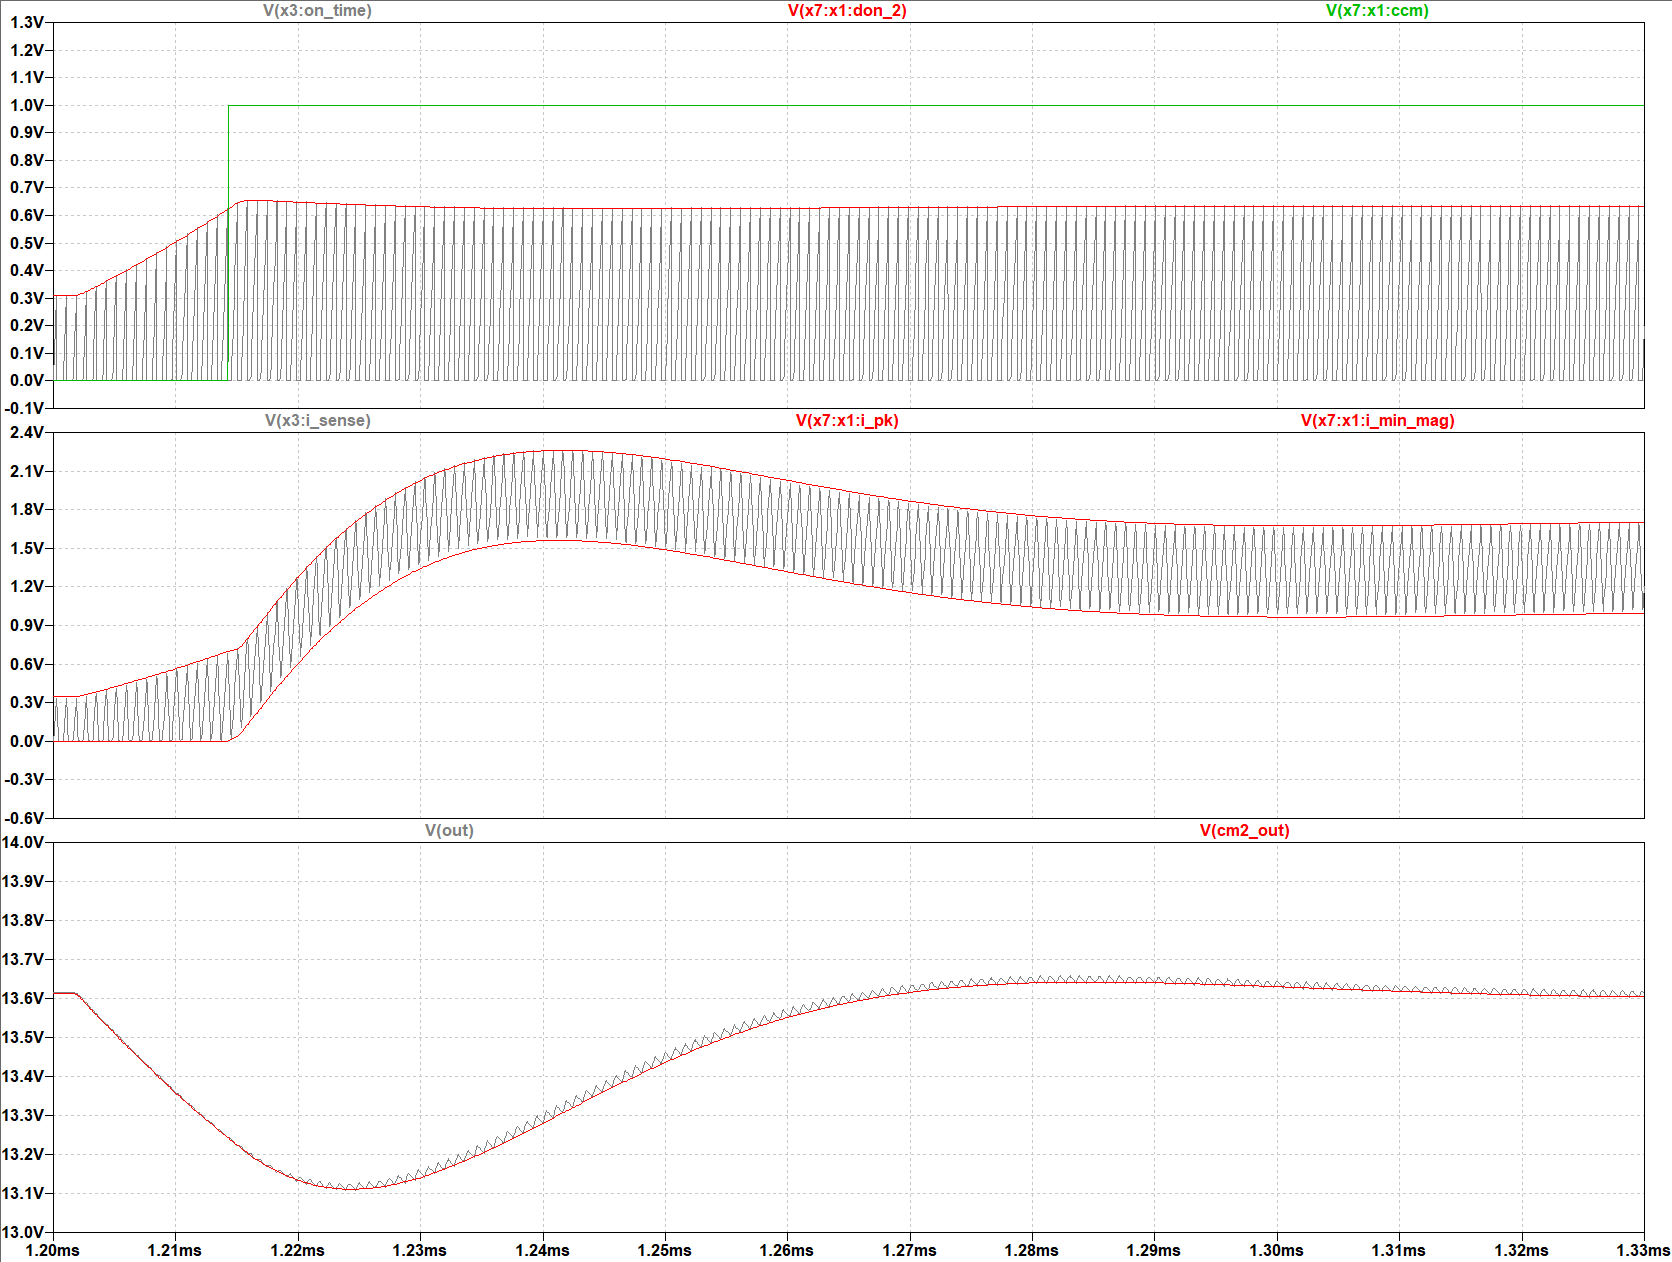 V(x3:on_time) V(x7:x1:don_2) V(x7:x1:ccm)
1.3V
1.2V
1.1V
1.0V
0.9V
0.8V
0.7V
0.6V
0.5V
0.4V
0.3V
0.2V
0.1V
0.0V
-0.1V
V(x3:i_sense) V(x7:x1:i_pk) V(x7:x1:i_min_mag)
2.4V
2.1V
1.8V
1.5V
1.2V
0.9V
0.6V
0.3V
0.0V
-0.3V
-0.6V
V(out) V(cm2_out)
14.0V
13.9V
13.8V
13.7V
13.6V
13.5V
13.4V
13.3V
13.2V
13.1V
13.0V
1.20ms 1.21ms 1.22ms 1.23ms 1.24ms 1.25ms 1.26ms 1.27ms 1.28ms 1.29ms 1.30ms 1.31ms 1.32ms 1.33ms